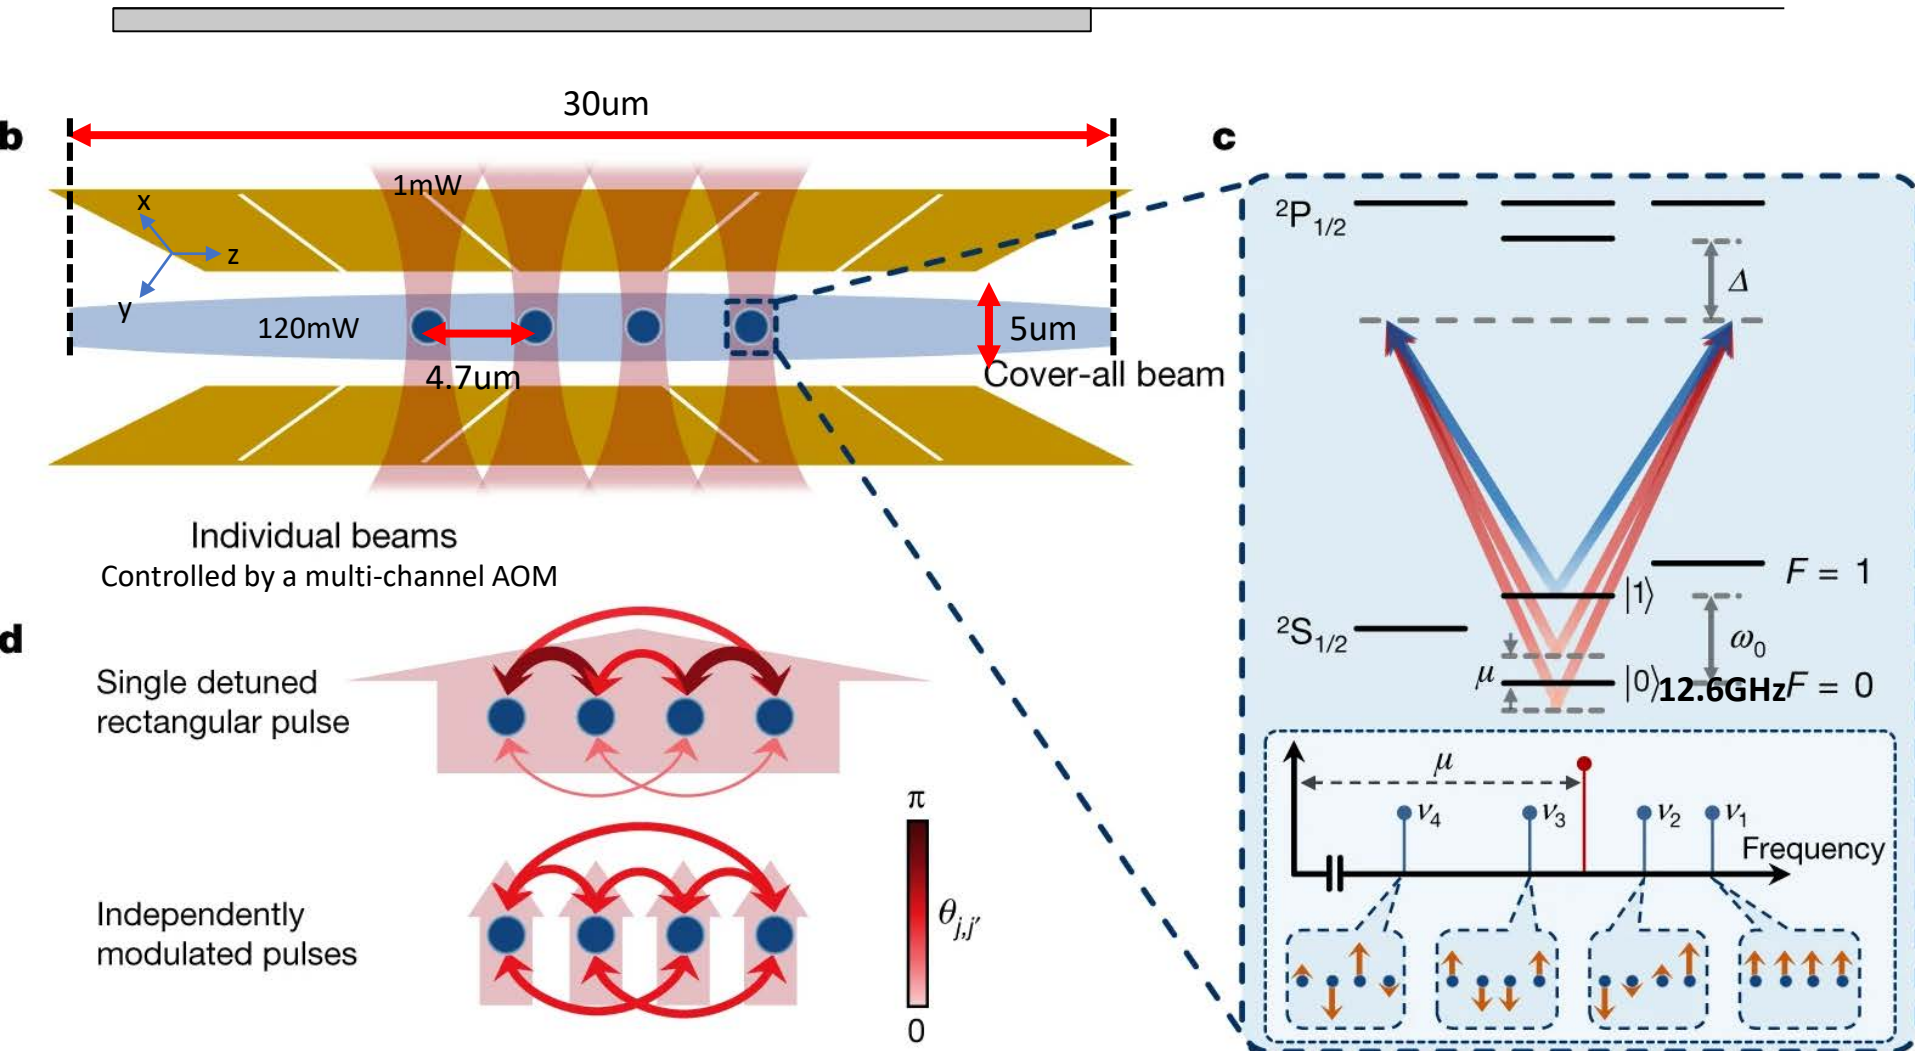 b
30um
1mW
x
z
y
120mW
5um
4.7um
Cover-all beam
Individual beams
Controlled by a multi-channel AOM
c
²P₁/₂
Δ
|1⟩
F = 1
²S₁/₂
ω₀
μ
|0⟩
12.6GHz
F = 0
μ
ν₄
ν₃
ν₂
ν₁
Frequency
d
Single detuned
rectangular pulse
π
Independently
modulated pulses
θⱼ,ⱼ′
0